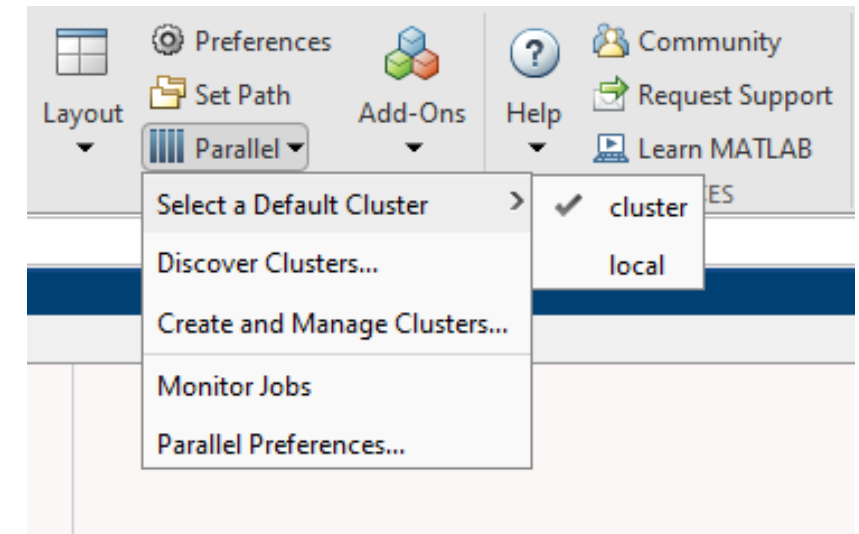 Preferences
Set Path
Parallel
Layout
Add-Ons
Help
?
Community
Request Support
Learn MATLAB
ES
Select a Default Cluster
cluster
local
Discover Clusters...
Create and Manage Clusters...
Monitor Jobs
Parallel Preferences...